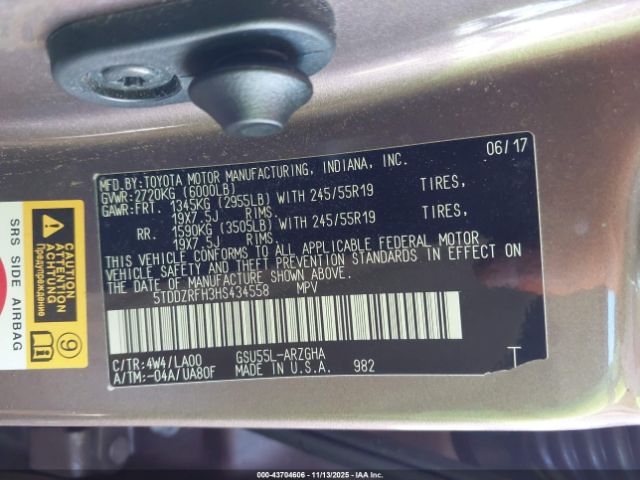 MFD.BY: TOYOTA MOTOR MANUFACTURING, INDIANA, INC. 06/17
GVWR: 2720KG (6000LB)
GAWR: FRT. 1345KG (2955LB) WITH 245/55R19 TIRES,
19X7.5J RIMS.
RR. 1590KG (3505LB) WITH 245/55R19 TIRES,
19X7.5J RIMS.
THIS VEHICLE CONFORMS TO ALL APPLICABLE FEDERAL MOTOR
VEHICLE SAFETY AND THEFT PREVENTION STANDARDS IN EFFECT ON
THE DATE OF MANUFACTURE SHOWN ABOVE.
5TDDZRFH3HS434558 MPV
C/TR: 4W4/LA00 GSU55L-ARZGHA
A/TM: -04A/UA80F MADE IN U.S.A. 982 T
SRS SIDE AIRBAG
CAUTION
ATTENTION
Предупреждение
9
000-43704606 - 11/13/2025 - IAAI.COM